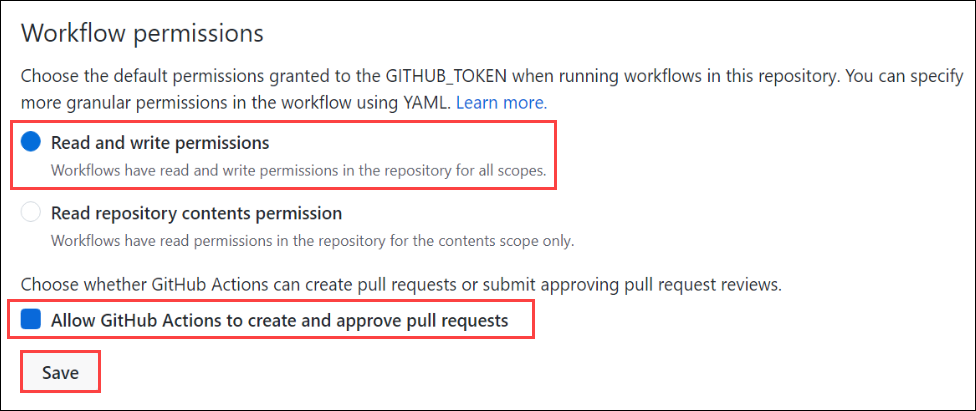 Workflow permissions
Choose the default permissions granted to the GITHUB_TOKEN when running workflows in this repository. You can specify
more granular permissions in the workflow using YAML. Learn more.
Read and write permissions
Workflows have read and write permissions in the repository for all scopes.
Read repository contents permission
Workflows have read permissions in the repository for the contents scope only.
Choose whether GitHub Actions can create pull requests or submit approving pull request reviews.
Allow GitHub Actions to create and approve pull requests
Save